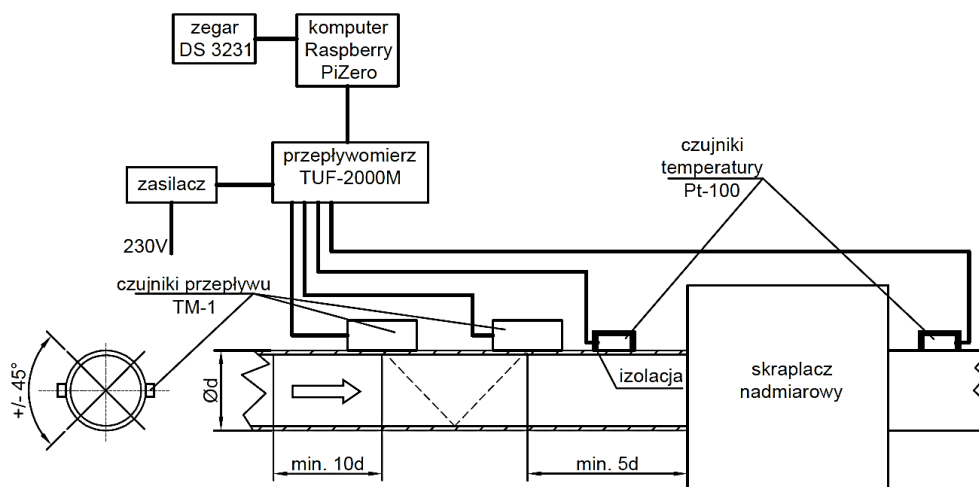 zegar
DS 3231
komputer
Raspberry
PiZero
przepływomierz
TUF-2000M
zasilacz
230V
czujniki
temperatury
Pt-100
czujniki przepływu
TM-1
+/- 45°
Ød
izolacja
skraplacz
nadmiarowy
min. 10d
min. 5d